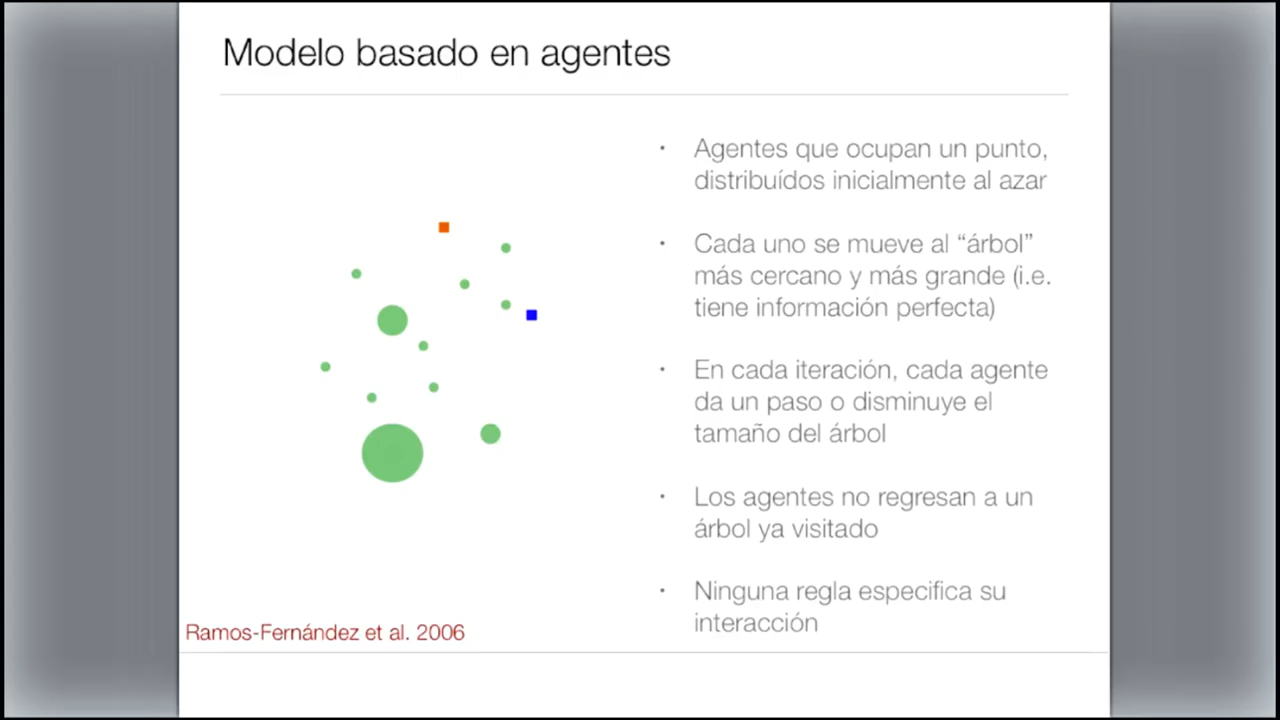 Modelo basado en agentes
• Agentes que ocupan un punto,
distribuídos inicialmente al azar
• Cada uno se mueve al “árbol”
más cercano y más grande (i.e.
tiene información perfecta)
• En cada iteración, cada agente
da un paso o disminuye el
tamaño del árbol
• Los agentes no regresan a un
árbol ya visitado
• Ninguna regla especifica su
interacción
Ramos-Fernández et al. 2006